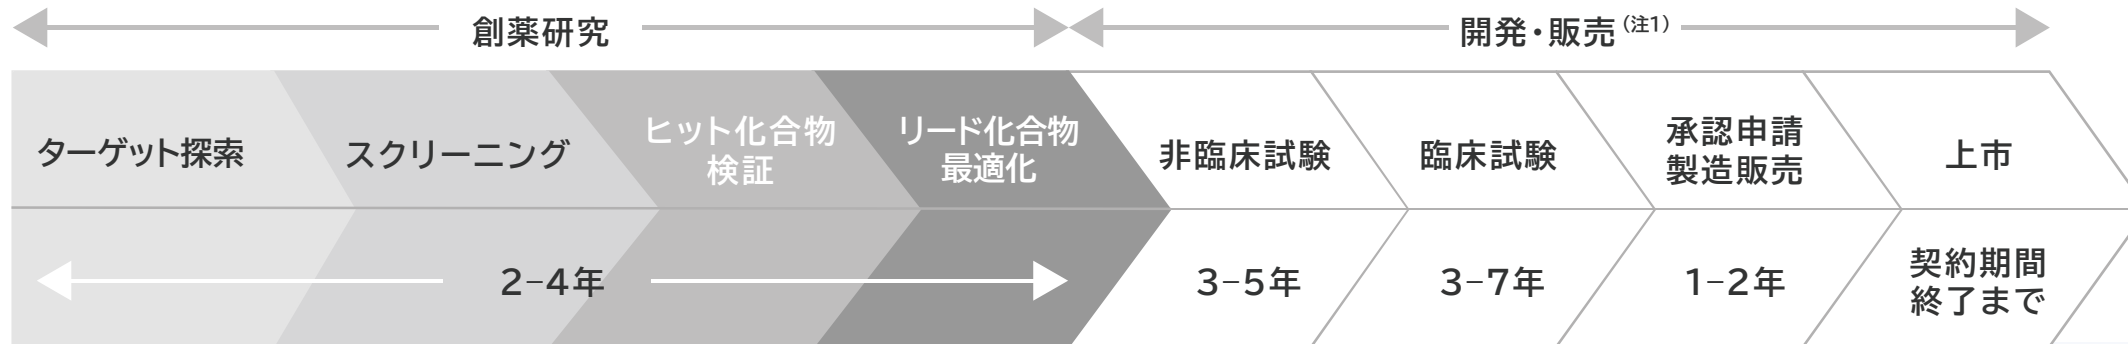 創薬研究
開発・販売(注1)
ターゲット探索
スクリーニング
ヒット化合物
検証
リード化合物
最適化
非臨床試験
臨床試験
承認申請
製造販売
上市
2–4年
3–5年
3–7年
1–2年
契約期間
終了まで